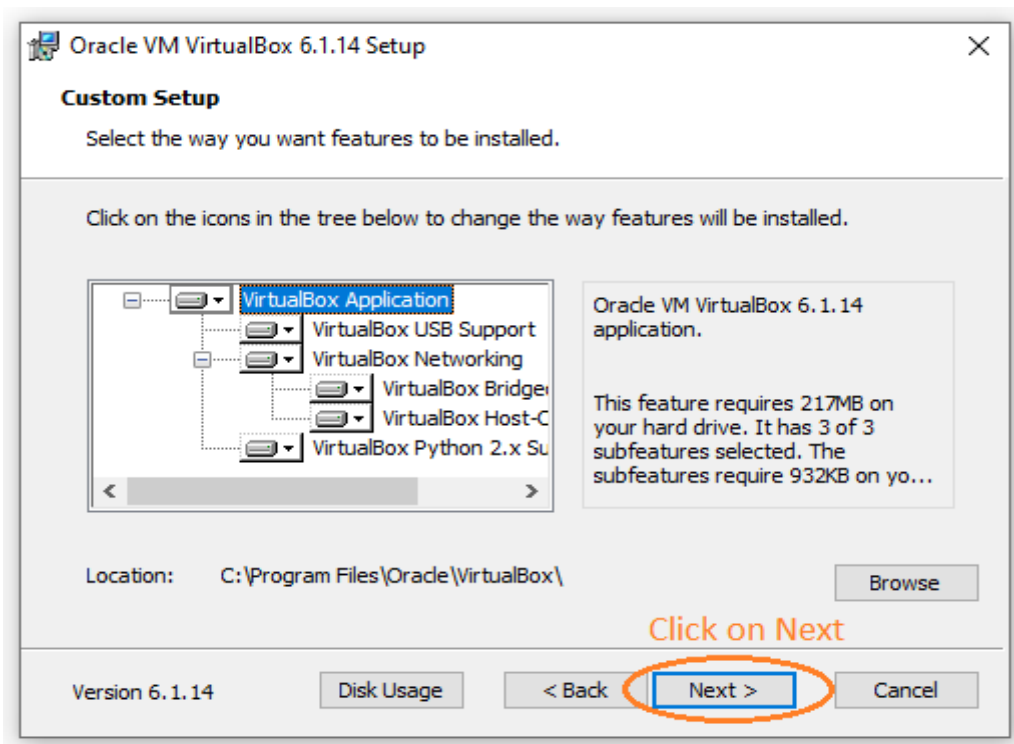 Oracle VM VirtualBox 6.1.14 Setup
Custom Setup
Select the way you want features to be installed.
Click on the icons in the tree below to change the way features will be installed.
VirtualBox Application
VirtualBox USB Support
VirtualBox Networking
VirtualBox Bridge
VirtualBox Host-C
VirtualBox Python 2.x Su
Oracle VM VirtualBox 6.1.14
application.
This feature requires 217MB on
your hard drive. It has 3 of 3
subfeatures selected. The
subfeatures require 932KB on yo...
Location: C:\Program Files\Oracle\VirtualBox\
Browse
Click on Next
Version 6.1.14
Disk Usage
< Back
Next >
Cancel